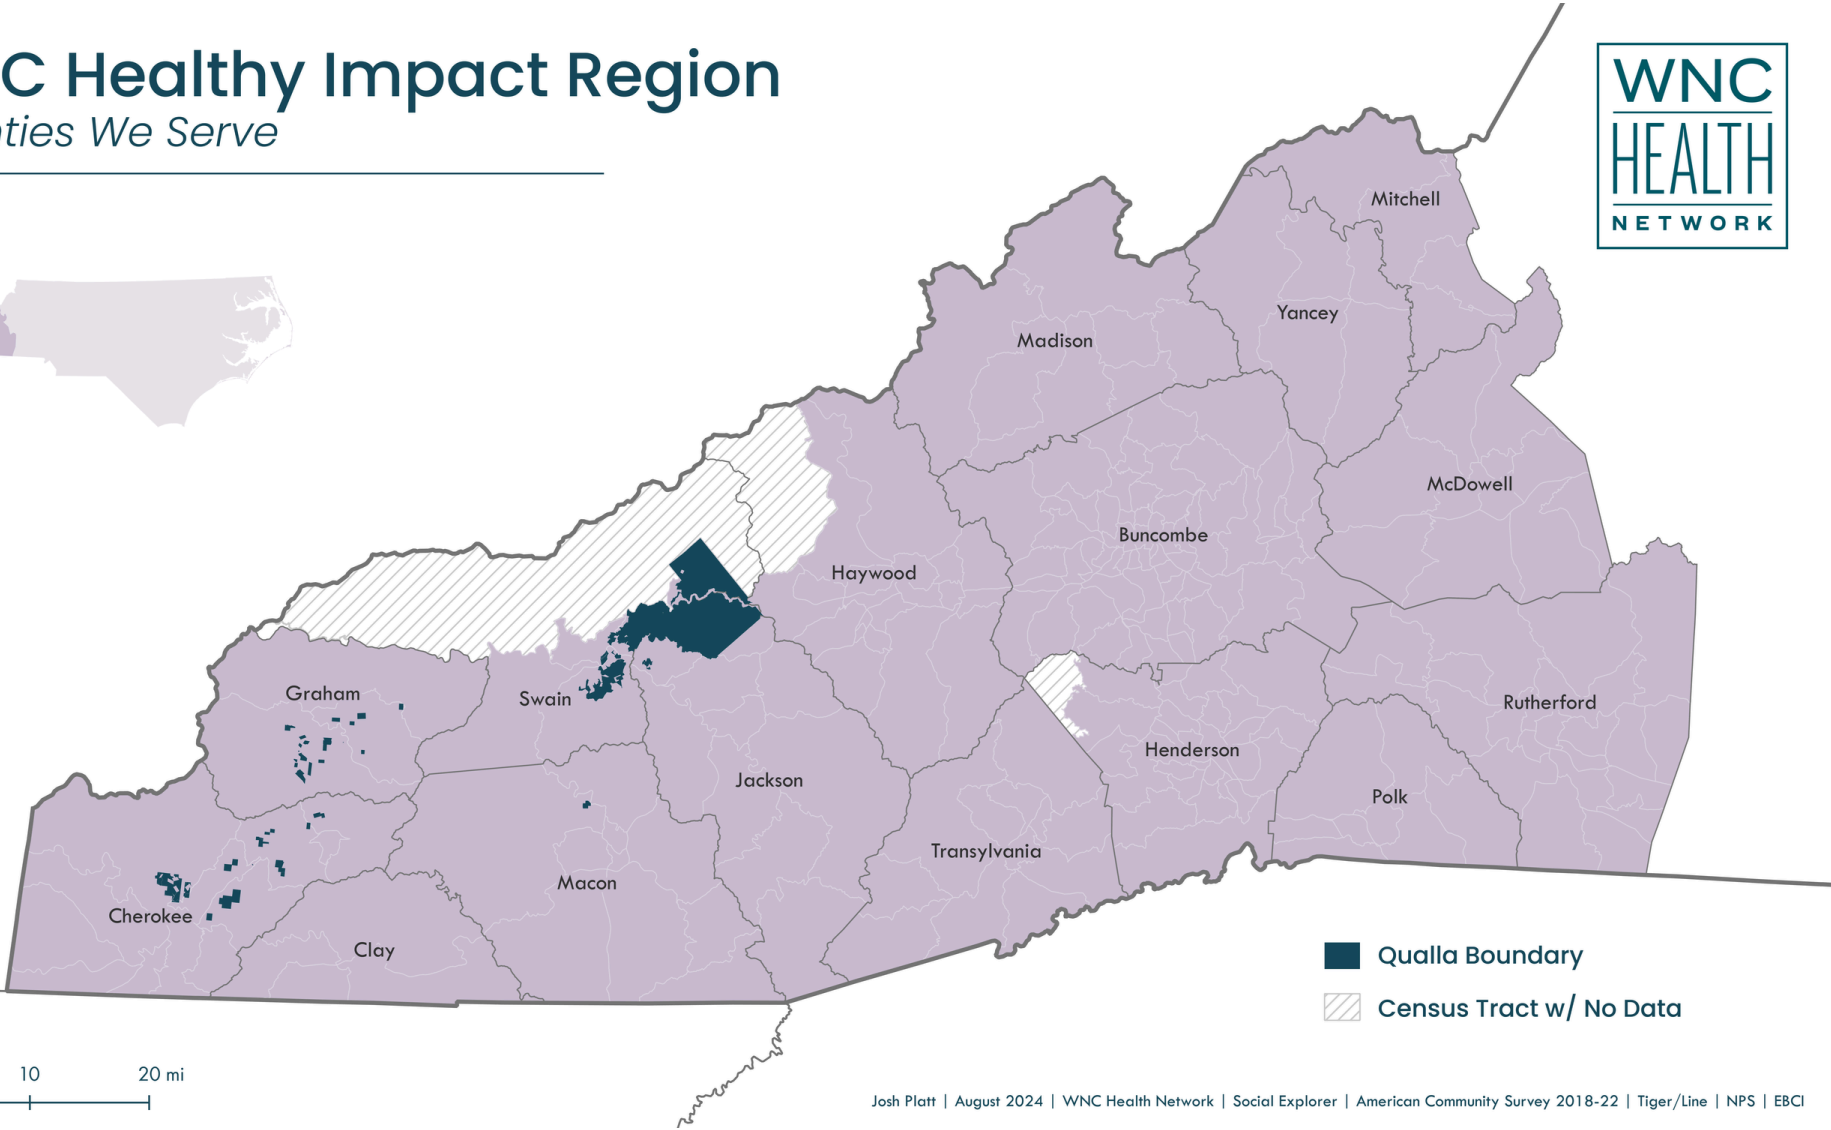 C Healthy Impact Region
nties We Serve
WNC
HEALTH
NETWORK
Mitchell
Yancey
Madison
McDowell
Buncombe
Haywood
Graham
Swain
Rutherford
Henderson
Jackson
Polk
Transylvania
Macon
Cherokee
Clay
Qualla Boundary
Census Tract w/ No Data
10 20 mi
Josh Platt | August 2024 | WNC Health Network | Social Explorer | American Community Survey 2018-22 | Tiger/Line | NPS | EBCI